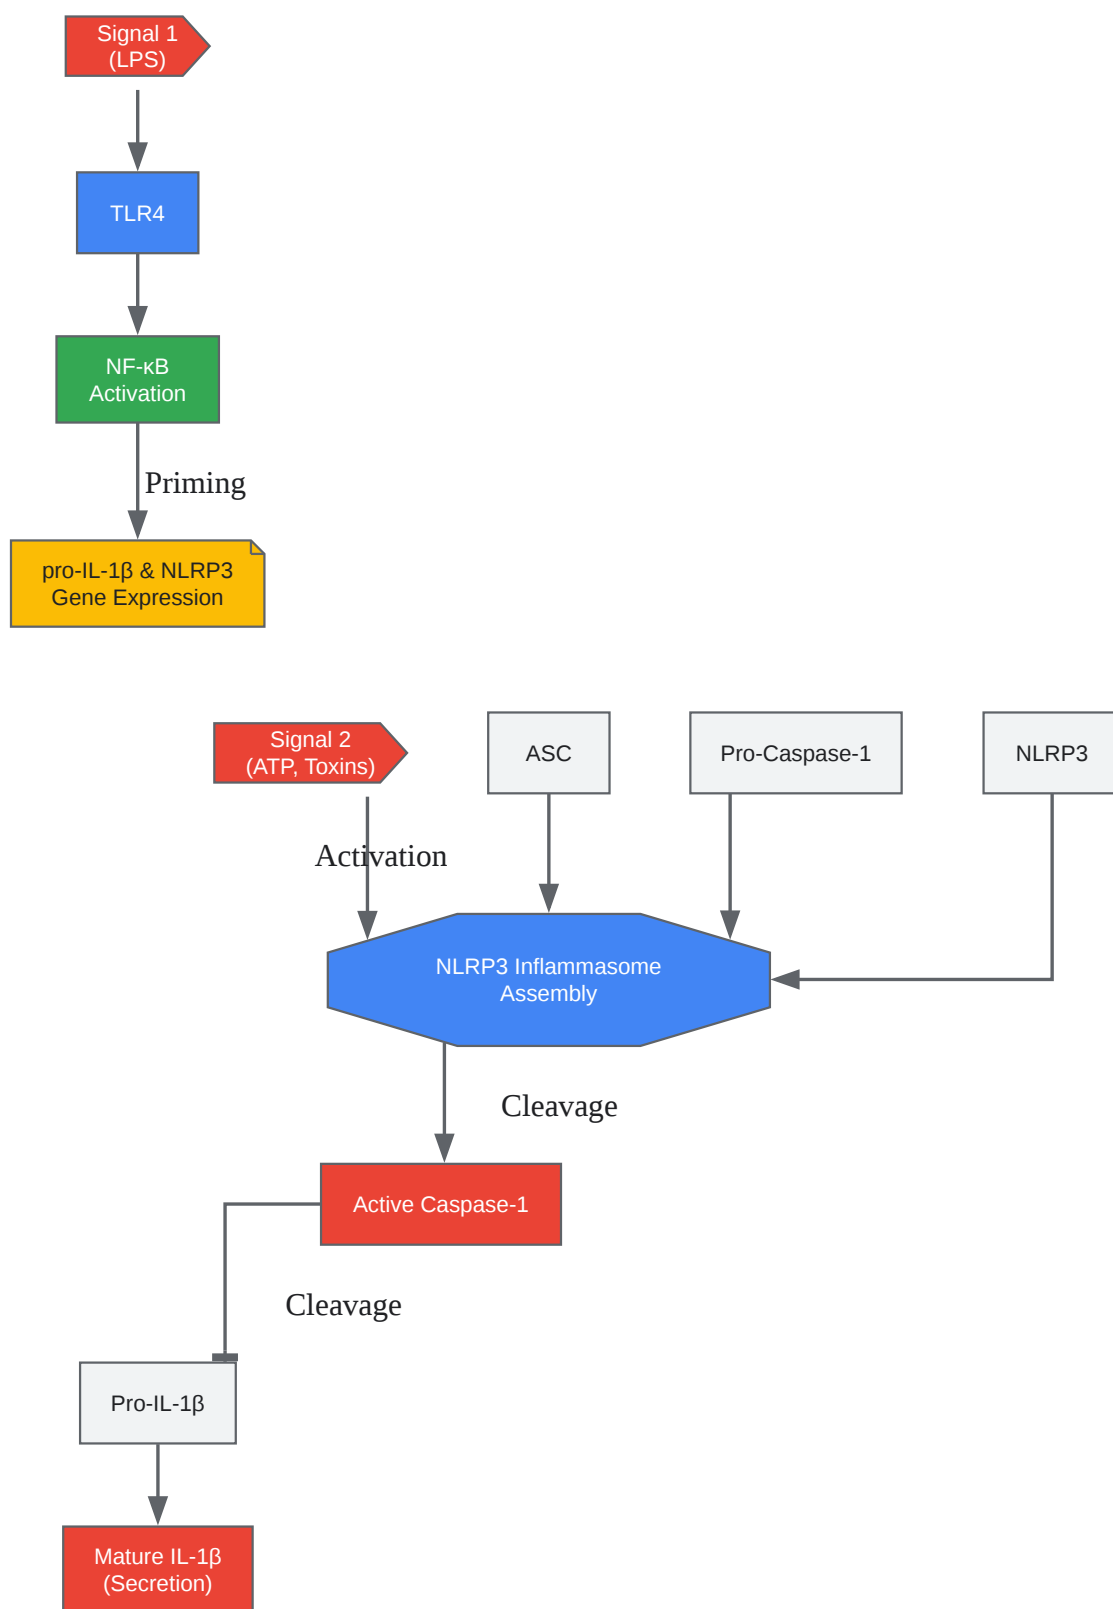 Signal 1
(LPS)
TLR4
NF-κB
Activation
Priming
pro-IL-1β & NLRP3
Gene Expression
Signal 2
(ATP, Toxins)
ASC
Pro-Caspase-1
NLRP3
Activation
NLRP3 Inflammasome
Assembly
Cleavage
Active Caspase-1
Cleavage
Pro-IL-1β
Mature IL-1β
(Secretion)